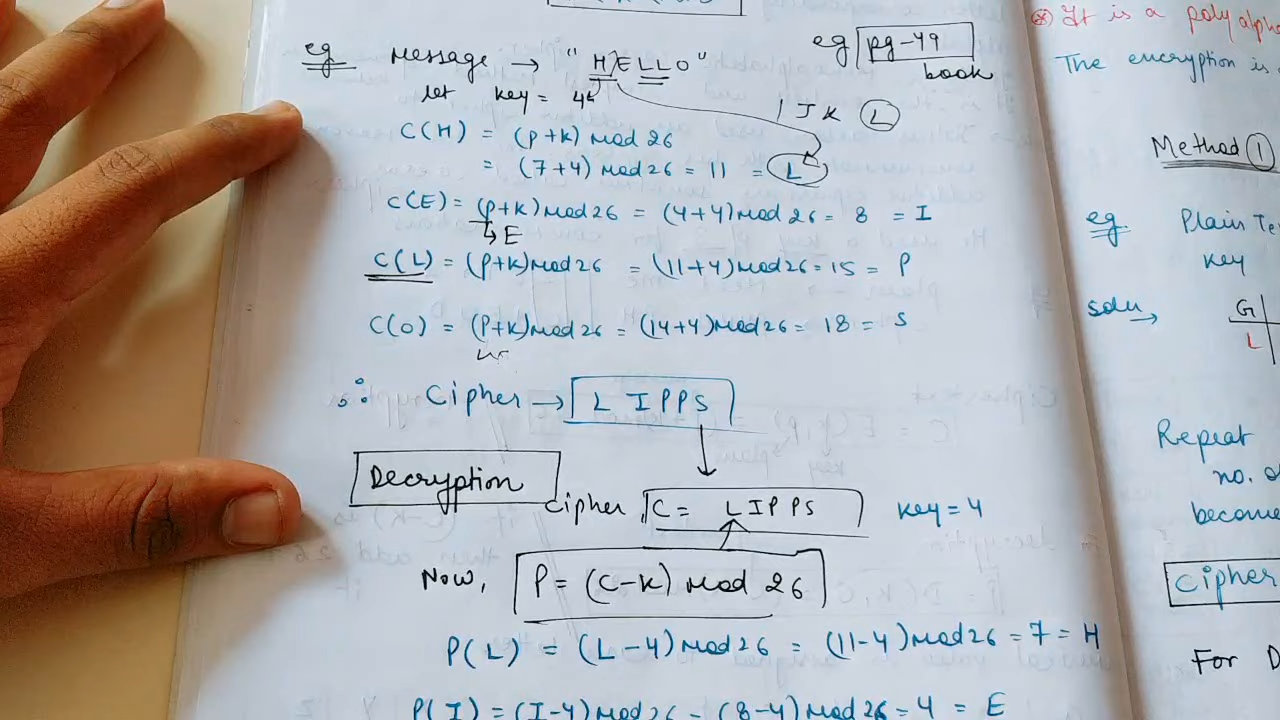 eg Message → "HELLO" eg pg-49 book
let key = 4
I J K L
C(H) = (P+K) mod 26
= (7+4) mod 26 = 11 = L
C(E) = (P+K) mod 26 = (4+4) mod 26 = 8 = I
↳ E
C(L) = (P+K) mod 26 = (11+4) mod 26 = 15 = P
C(O) = (P+K) mod 26 = (14+4) mod 26 = 18 = S
∴ Cipher → L I P P S
Decryption
Cipher C = L I P P S key = 4
Now, P = (C-K) mod 26
P(L) = (L-4) mod 26 = (11-4) mod 26 = 7 = H
P(I) = (I-4) mod 26 = (8-4) mod 26 = 4 = E
It is a polyalpha
The encryption is
Method 1
eg Plain Te
key
solu → G
L
Repeat
no. of
become
Cipher
For D